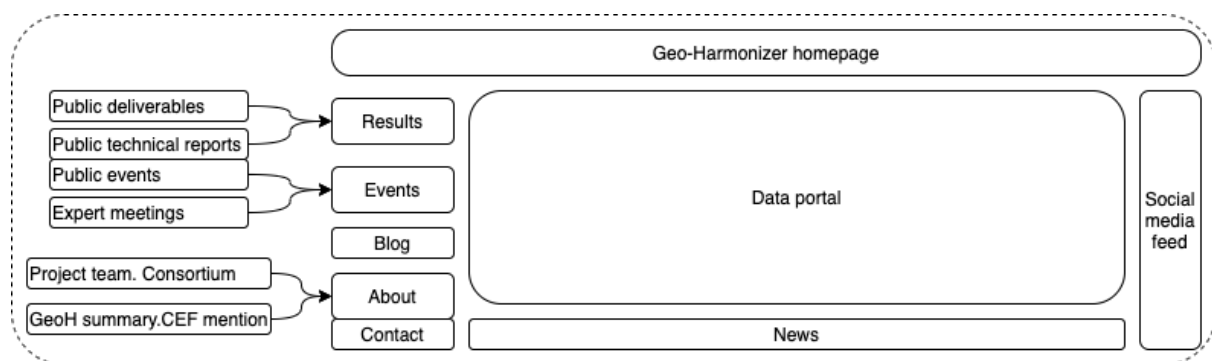 Geo-Harmonizer homepage
Public deliverables
Public technical reports
Public events
Expert meetings
Project team. Consortium
GeoH summary.CEF mention
Results
Events
Blog
About
Contact
Data portal
News
Social
media
feed